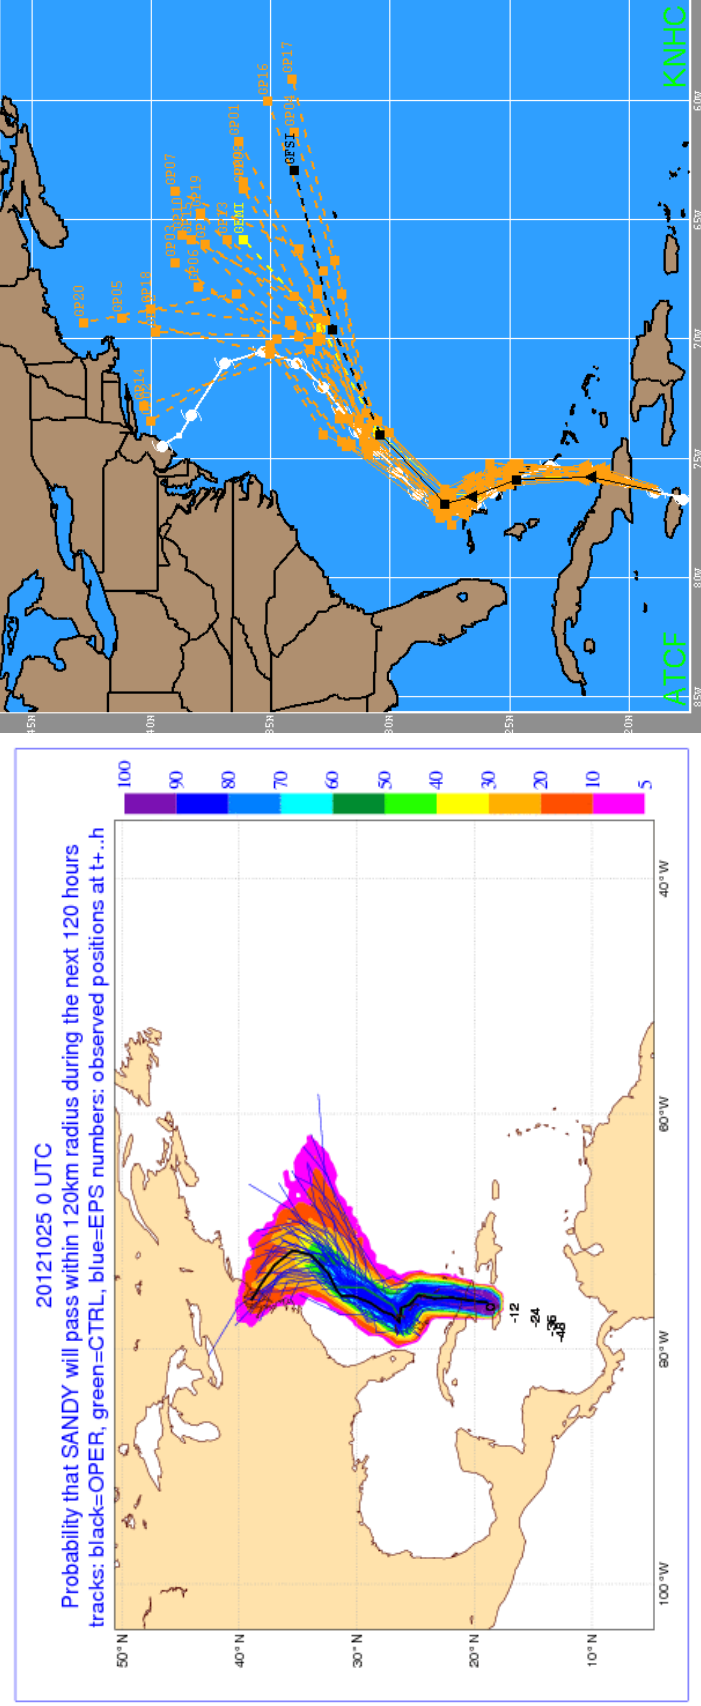 20121025 0 UTC
Probability that SANDY will pass within 120km radius during the next 120 hours
tracks: black=OPER, green=CTRL, blue=EPS numbers: observed positions at t+..h
100
90
80
70
60
50
40
30
20
10
5
50°N
40°N
30°N
20°N
10°N
100°W
80°W
60°W
40°W
-12
-24
-36
-48
GP20
GP05
GP18
GP14
GP03
GP07
GP10
GP19
GP06
GP01
GEMI
GP16
GP17
GP04
GFSI
45N
40N
35N
30N
25N
20N
85W
80W
75W
70W
65W
60W
ATCF
KNHC